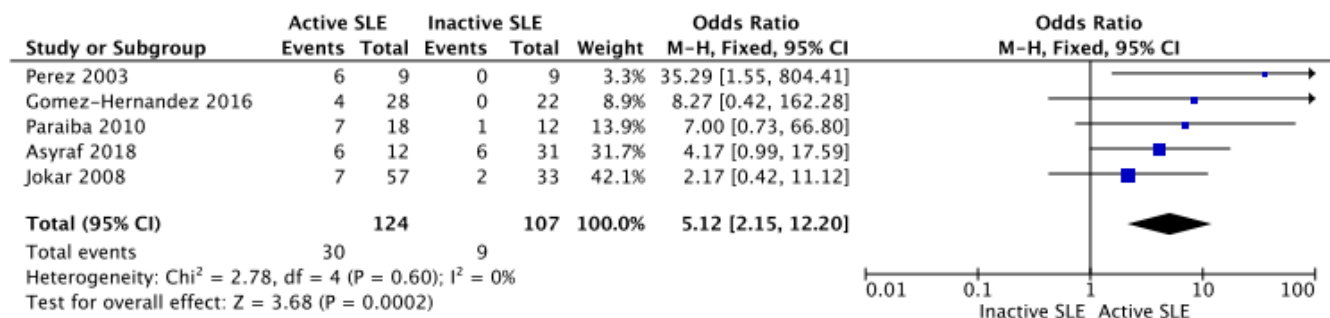 Active SLE Inactive SLE Odds Ratio Odds Ratio
Study or Subgroup Events Total Events Total Weight M-H, Fixed, 95% CI M-H, Fixed, 95% CI
Perez 2003 6 9 0 9 3.3% 35.29 [1.55, 804.41]
Gomez-Hernandez 2016 4 28 0 22 8.9% 8.27 [0.42, 162.28]
Paraiba 2010 7 18 1 12 13.9% 7.00 [0.73, 66.80]
Asyraf 2018 6 12 6 31 31.7% 4.17 [0.99, 17.59]
Jokar 2008 7 57 2 33 42.1% 2.17 [0.42, 11.12]
Total (95% CI) 124 107 100.0% 5.12 [2.15, 12.20]
Total events 30 9
Heterogeneity: Chi² = 2.78, df = 4 (P = 0.60); I² = 0%
Test for overall effect: Z = 3.68 (P = 0.0002)
0.01 0.1 1 10 100
Inactive SLE Active SLE